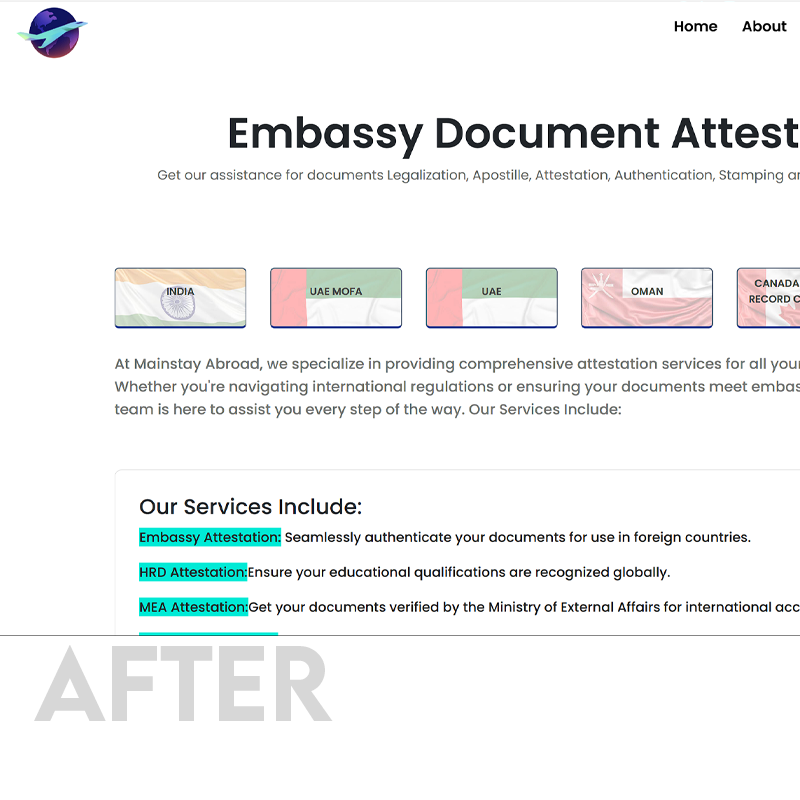 Home About
Embassy Document Attest
Get our assistance for documents Legalization, Apostille, Attestation, Authentication, Stamping
INDIA
UAE MOFA
UAE
OMAN
CANADA
RECORD
At Mainstay Abroad, we specialize in providing comprehensive attestation services for all your
Whether you're navigating international regulations or ensuring your documents meet embas
team is here to assist you every step of the way. Our Services Include:
Our Services Include:
Embassy Attestation: Seamlessly authenticate your documents for use in foreign countries.
HRD Attestation:Ensure your educational qualifications are recognized globally.
MEA Attestation:Get your documents verified by the Ministry of External Affairs for international acc
AFTER